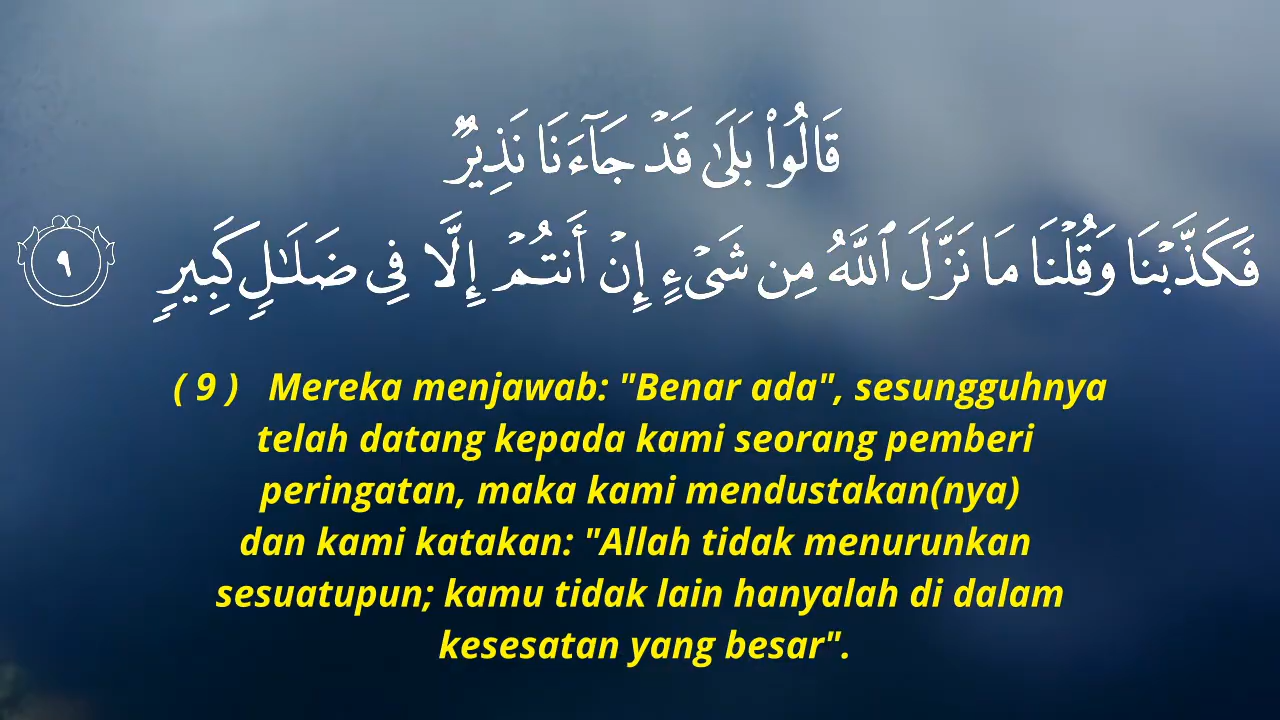 قَالُوا۟ بَلَىٰ قَدْ جَآءَنَا نَذِيرٌ
فَكَذَّبْنَا وَقُلْنَا مَا نَزَّلَ ٱللَّهُ مِن شَىْءٍ إِنْ أَنتُمْ إِلَّا فِى ضَلَـٰلٍ كَبِيرٍ ٩
( 9 ) Mereka menjawab: "Benar ada", sesungguhnya
telah datang kepada kami seorang pemberi
peringatan, maka kami mendustakan(nya)
dan kami katakan: "Allah tidak menurunkan
sesuatupun; kamu tidak lain hanyalah di dalam
kesesatan yang besar".